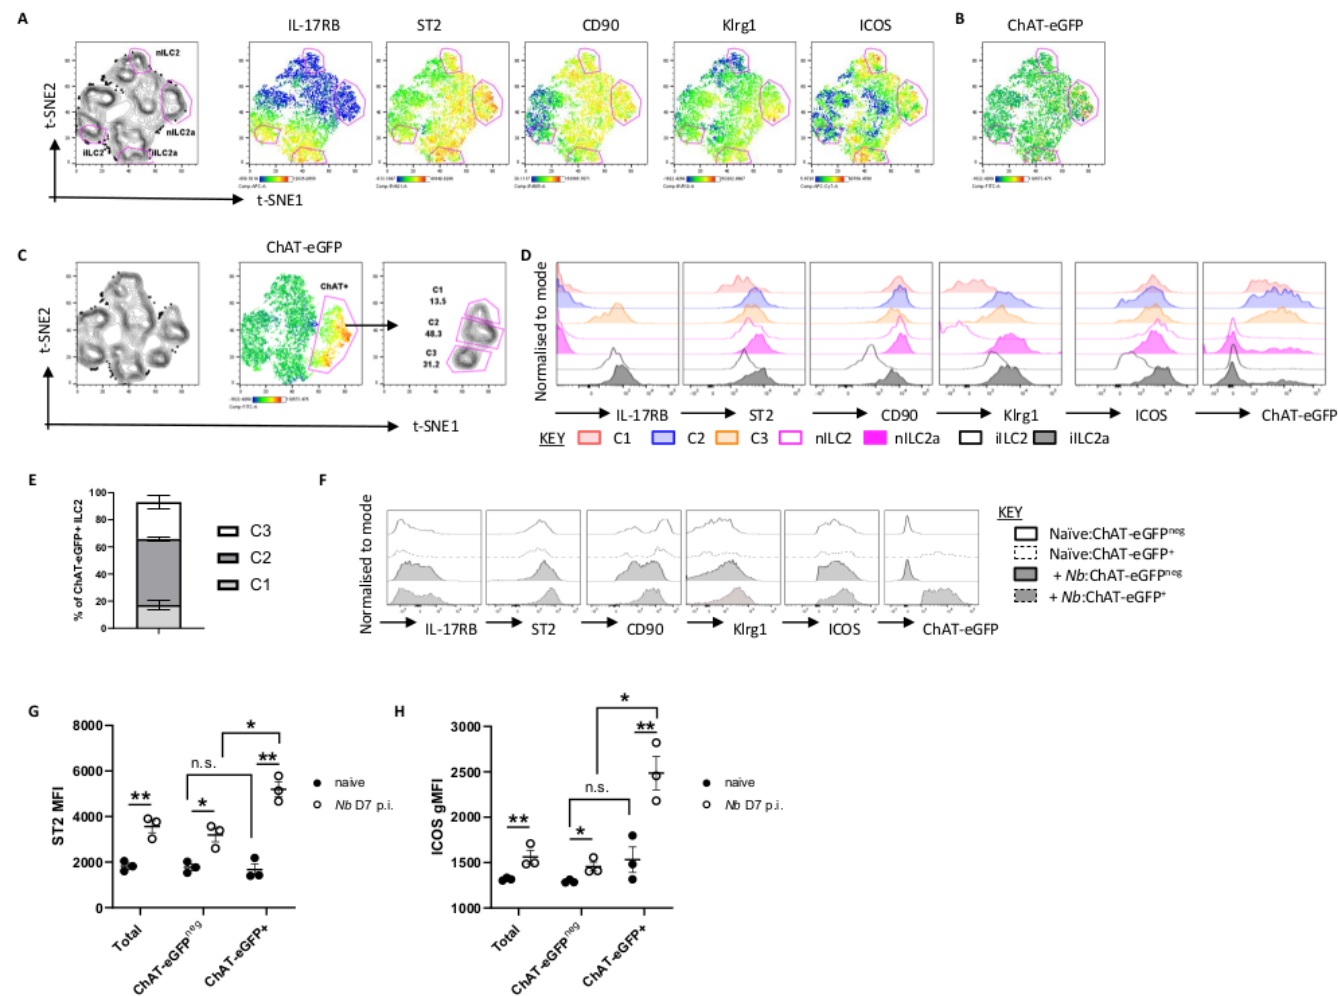 A
B
IL-17RB
ST2
CD90
Klrg1
ICOS
ChAT-eGFP
t-SNE2
nILC2
nILC2a
iILC2
iILC2a
t-SNE1
C
ChAT-eGFP
ChAT+
C1
13.5
C2
48.3
C3
31.2
t-SNE2
t-SNE1
D
Normalised to mode
IL-17RB
ST2
CD90
Klrg1
ICOS
ChAT-eGFP
KEY
C1
C2
C3
nILC2
nILC2a
iILC2
iILC2a
E
% of ChAT-eGFP+ ILC2
100
80
60
40
20
0
C3
C2
C1
F
Normalised to mode
IL-17RB
ST2
CD90
Klrg1
ICOS
ChAT-eGFP
KEY
Naïve:ChAT-eGFPneg
Naïve:ChAT-eGFP+
+ Nb:ChAT-eGFPneg
+ Nb:ChAT-eGFP+
G
ST2 MFI
8000
6000
4000
2000
0
**
*
n.s.
**
*
Total
ChAT-eGFPneg
ChAT-eGFP+
naive
Nb D7 p.i.
H
ICOS gMFI
3000
2500
2000
1500
1000
**
*
n.s.
**
*
Total
ChAT-eGFPneg
ChAT-eGFP+
naive
Nb D7 p.i.